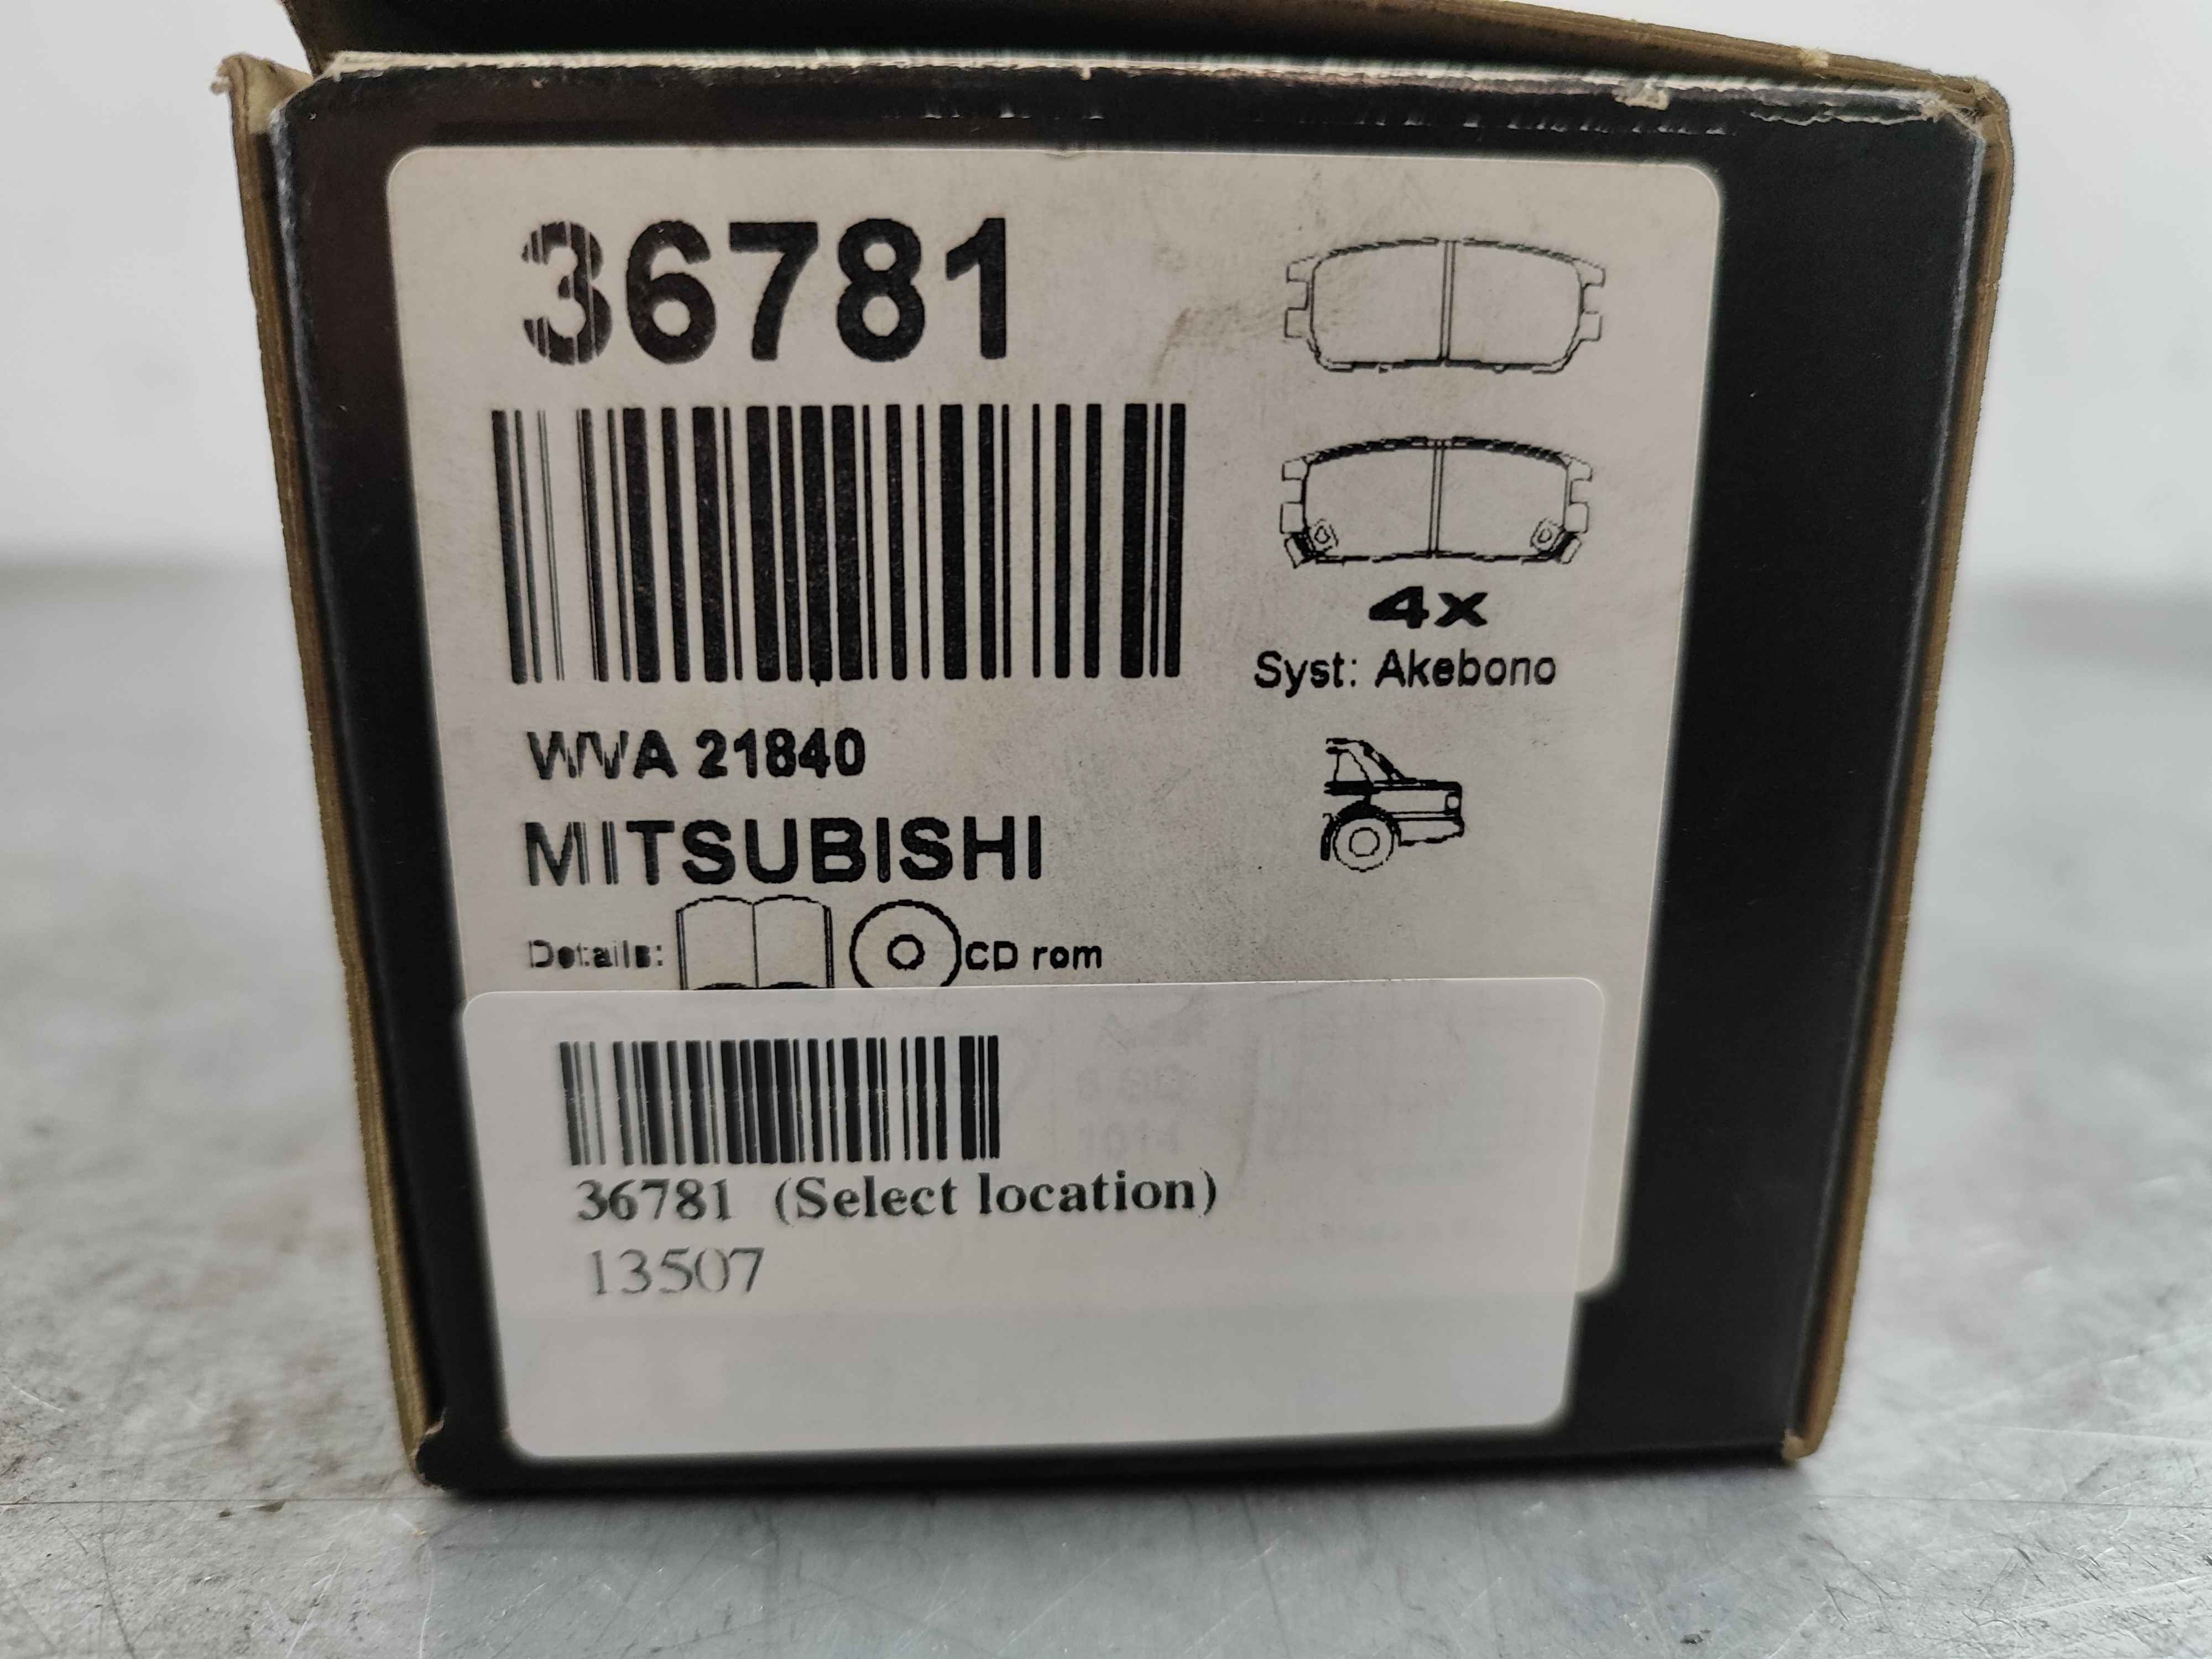 36781
4x
Syst: Akebono
WVA 21840
MITSUBISHI
Details: CD rom
36781 (Select location)
13507